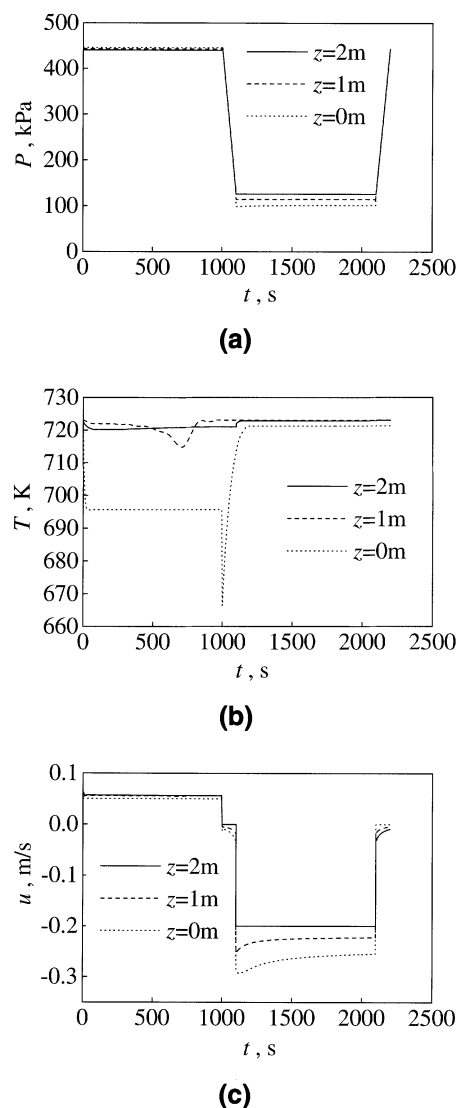 500
400
300
200
100
0
P , kPa
z=2m
z=1m
z=0m
0 500 1000 1500 2000 2500
t , s
(a)
730
720
710
700
690
680
670
660
T , K
z=2m
z=1m
z=0m
0 500 1000 1500 2000 2500
t , s
(b)
0.1
0.0
-0.1
-0.2
-0.3
u , m/s
z=2m
z=1m
z=0m
0 500 1000 1500 2000 2500
t , s
(c)